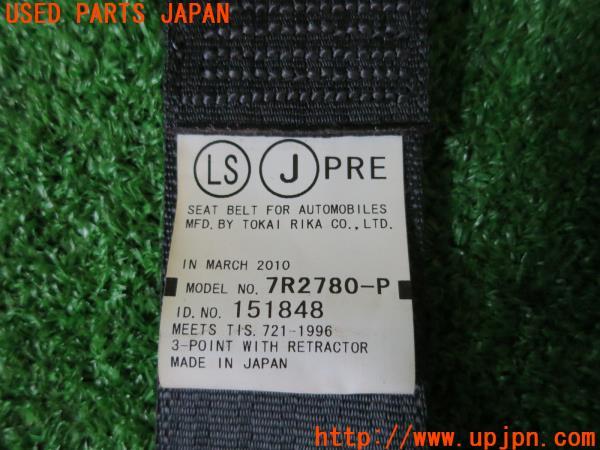 USED PARTS JAPAN
LS J PRE
SEAT BELT FOR AUTOMOBILES
MFD. BY TOKAI RIKA CO., LTD.
IN MARCH 2010
MODEL NO. 7R2780-P
ID. NO. 151848
MEETS TIS. 721-1996
3-POINT WITH RETRACTOR
MADE IN JAPAN
http://www.upjpn.com/